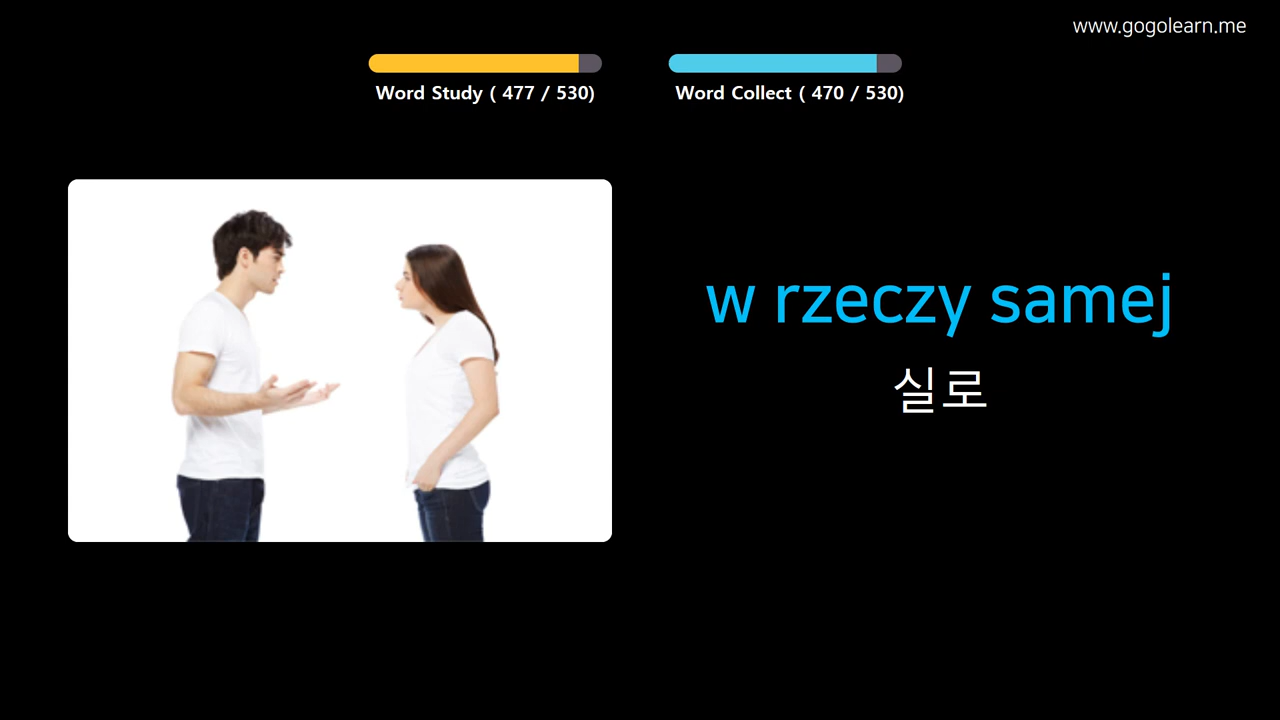 www.gogolearn.me
Word Study ( 477 / 530)
Word Collect ( 470 / 530)
w rzeczy samej
실로